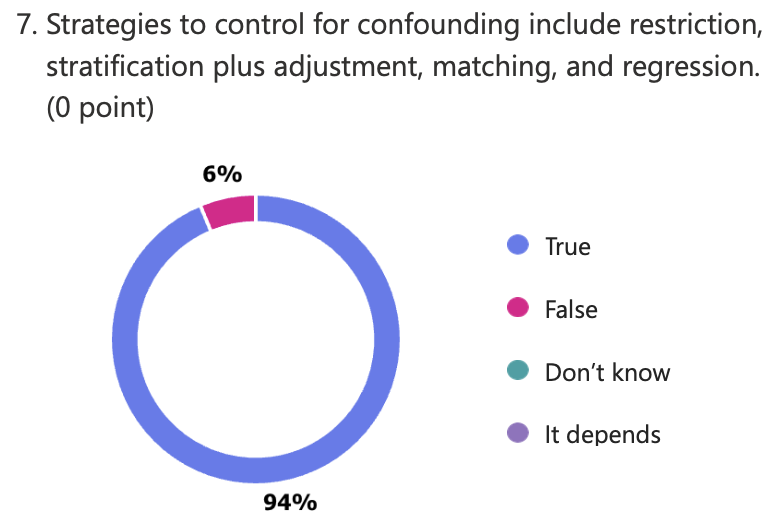 7. Strategies to control for confounding include restriction,
stratification plus adjustment, matching, and regression.
(0 point)
6%
True
False
Don’t know
It depends
94%